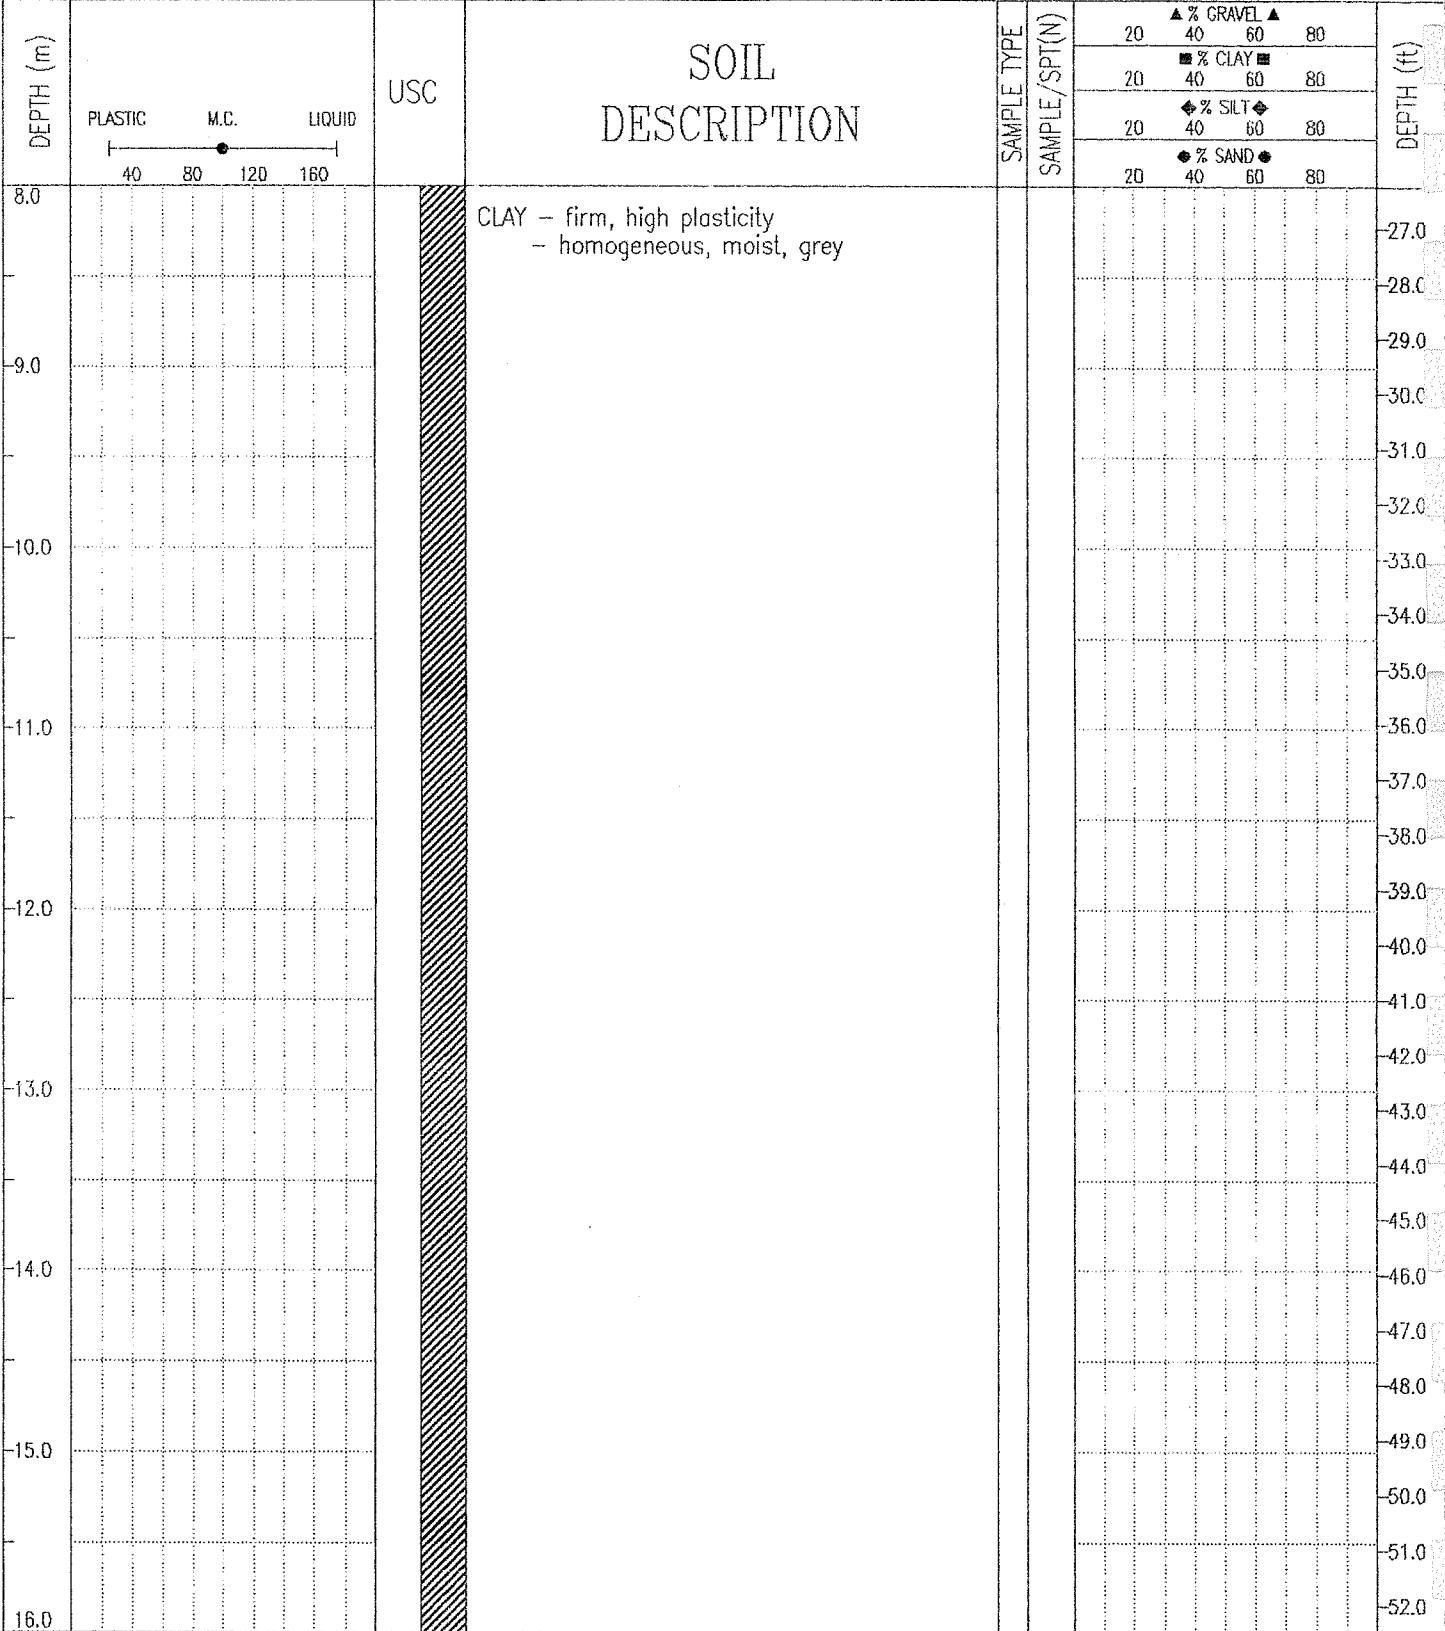 DEPTH (m)
PLASTIC M.C. LIQUID
40 80 120 160
USC
SOIL
DESCRIPTION
SAMPLE TYPE
SAMPLE/SPT(N)
▲ % GRAVEL ▲
20 40 60 80
■ % CLAY ■
20 40 60 80
◆ % SILT ◆
20 40 60 80
● % SAND ●
20 40 60 80
DEPTH (ft)
8.0
CLAY – firm, high plasticity
– homogeneous, moist, grey
9.0
10.0
11.0
12.0
13.0
14.0
15.0
16.0
27.0
28.0
29.0
30.0
31.0
32.0
33.0
34.0
35.0
36.0
37.0
38.0
39.0
40.0
41.0
42.0
43.0
44.0
45.0
46.0
47.0
48.0
49.0
50.0
51.0
52.0